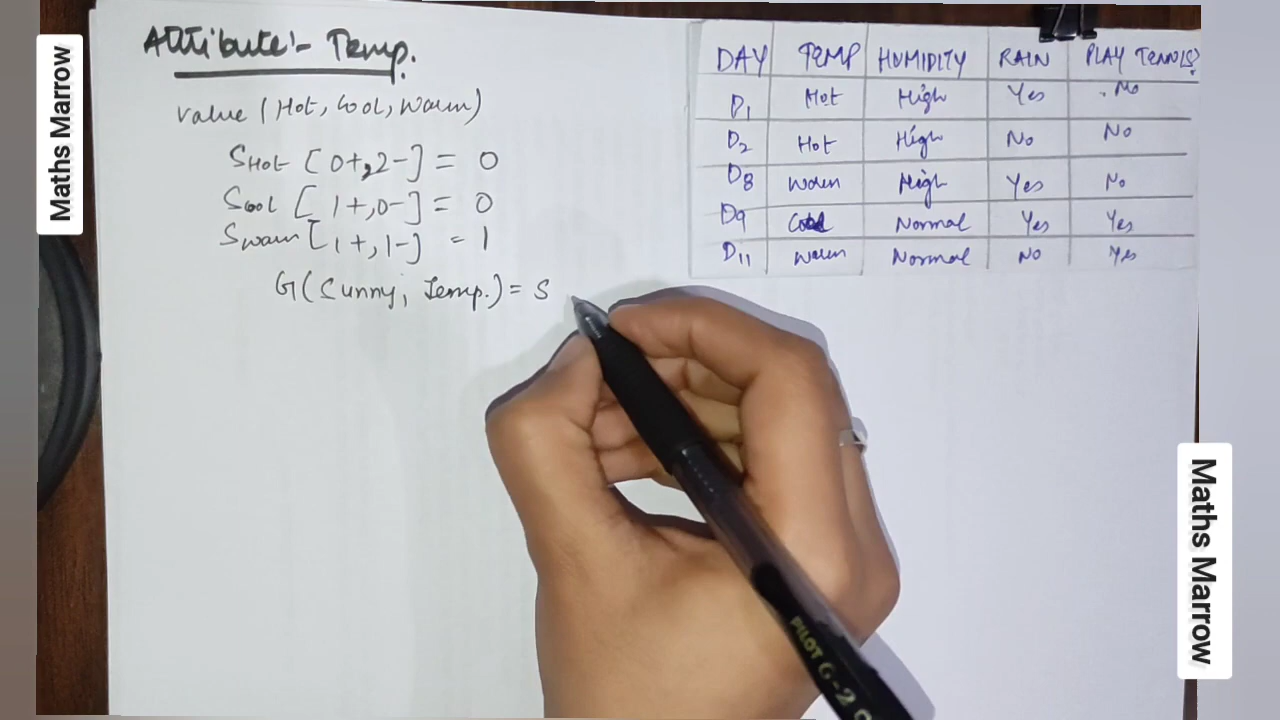 Maths Marrow
Attribute:- Temp.
Value (Hot, Cool, Warm)
SHot [0+,2-] = 0
SCool [1+,0-] = 0
SWarm [1+,1-] = 1
G(Sunny, Temp.) = S
DAY TEMP HUMIDITY RAIN PLAY TENNIS?
D1 Hot High Yes No
D2 Hot High No No
D8 Warm High Yes No
D9 Cool Normal Yes Yes
D11 Warm Normal No Yes
PILOT G-2
Maths Marrow